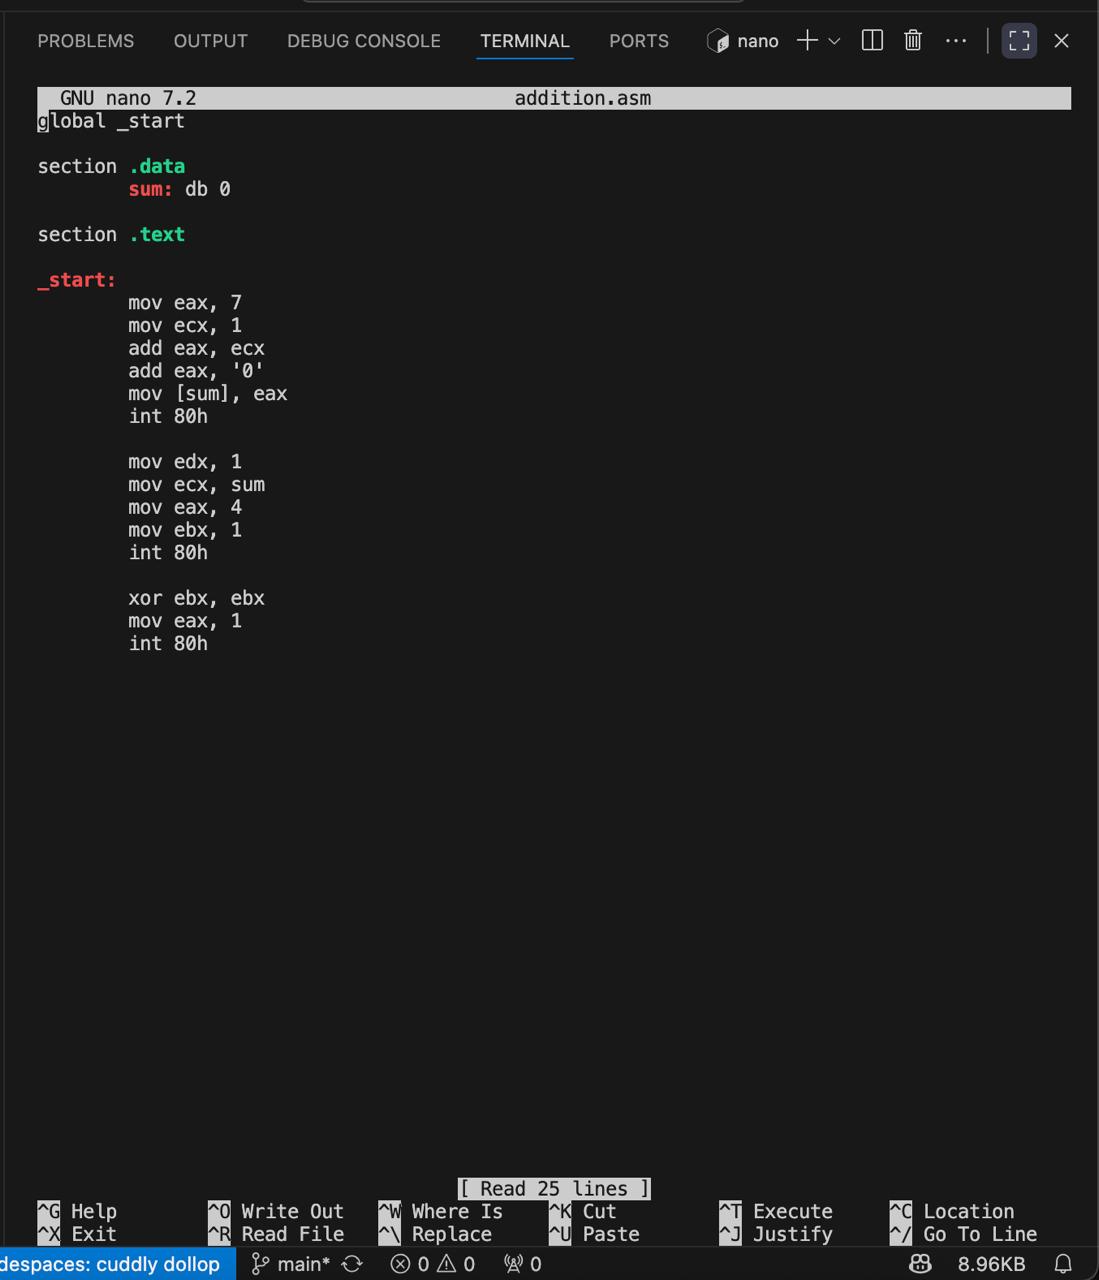 PROBLEMS OUTPUT DEBUG CONSOLE TERMINAL PORTS nano
GNU nano 7.2 addition.asm
global _start
section .data
sum: db 0
section .text
_start:
mov eax, 7
mov ecx, 1
add eax, ecx
add eax, '0'
mov [sum], eax
int 80h
mov edx, 1
mov ecx, sum
mov eax, 4
mov ebx, 1
int 80h
xor ebx, ebx
mov eax, 1
int 80h
[ Read 25 lines ]
^G Help ^O Write Out ^W Where Is ^K Cut ^T Execute ^C Location
^X Exit ^R Read File ^\ Replace ^U Paste ^J Justify ^/ Go To Line
despaces: cuddly dollop main* 0 0 0 8.96KB